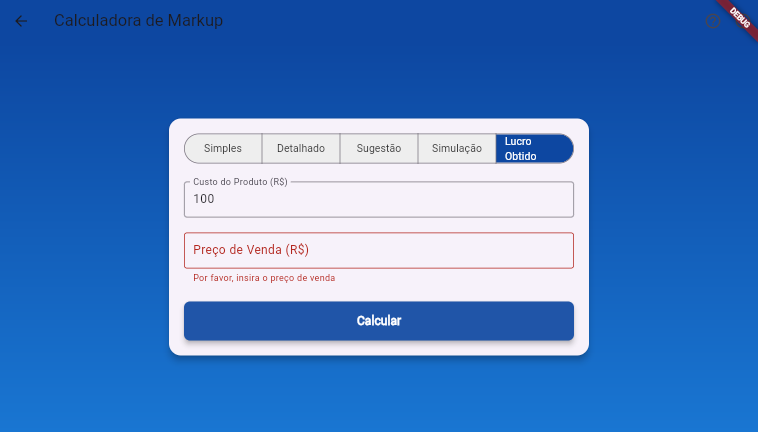 Calculadora de Markup
DEBUG
Simples
Detalhado
Sugestão
Simulação
Lucro
Obtido
Custo do Produto (R$)
100
Preço de Venda (R$)
Por favor, insira o preço de venda
Calcular